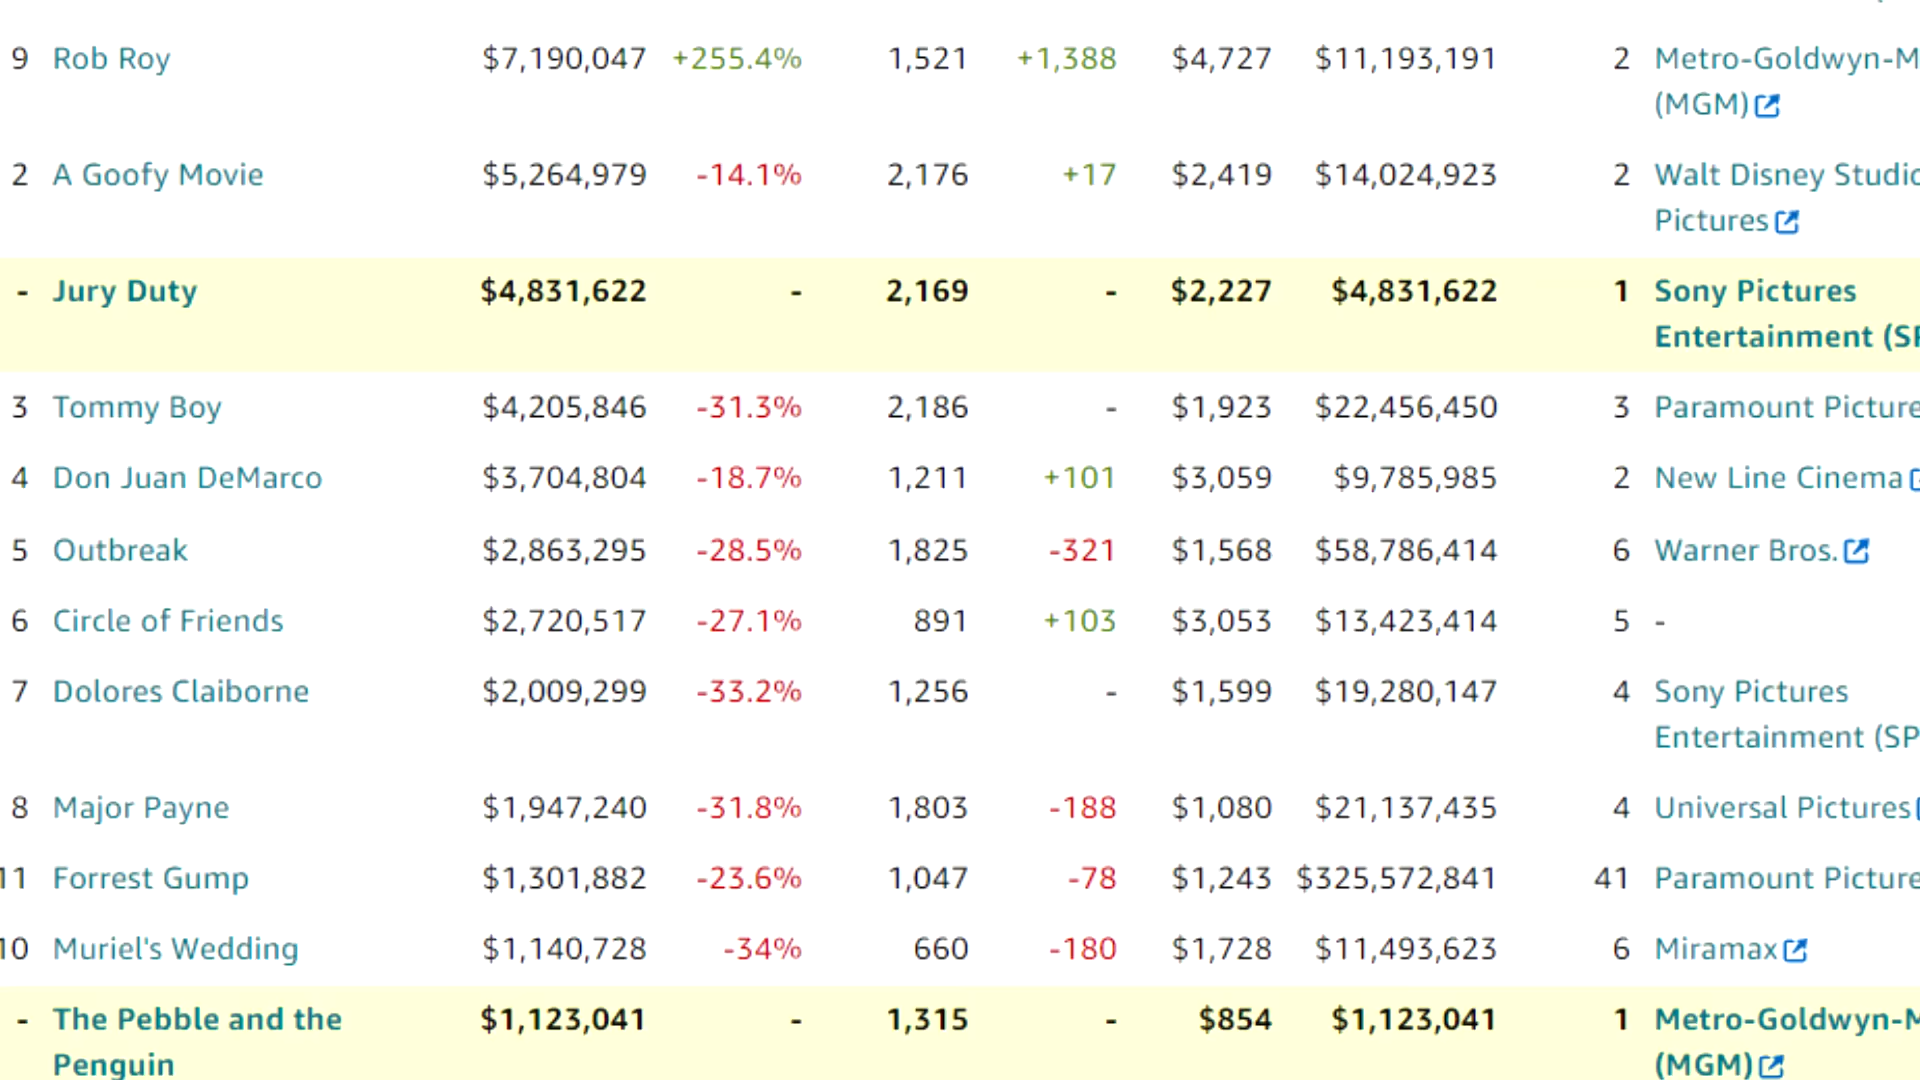 9 Rob Roy $7,190,047 +255.4% 1,521 +1,388 $4,727 $11,193,191 2 Metro-Goldwyn-M
(MGM)
2 A Goofy Movie $5,264,979 -14.1% 2,176 +17 $2,419 $14,024,923 2 Walt Disney Studio
Pictures
- Jury Duty $4,831,622 - 2,169 - $2,227 $4,831,622 1 Sony Pictures
Entertainment (SP
3 Tommy Boy $4,205,846 -31.3% 2,186 - $1,923 $22,456,450 3 Paramount Picture
4 Don Juan DeMarco $3,704,804 -18.7% 1,211 +101 $3,059 $9,785,985 2 New Line Cinema
5 Outbreak $2,863,295 -28.5% 1,825 -321 $1,568 $58,786,414 6 Warner Bros.
6 Circle of Friends $2,720,517 -27.1% 891 +103 $3,053 $13,423,414 5 -
7 Dolores Claiborne $2,009,299 -33.2% 1,256 - $1,599 $19,280,147 4 Sony Pictures
Entertainment (SP
8 Major Payne $1,947,240 -31.8% 1,803 -188 $1,080 $21,137,435 4 Universal Pictures
11 Forrest Gump $1,301,882 -23.6% 1,047 -78 $1,243 $325,572,841 41 Paramount Picture
10 Muriel's Wedding $1,140,728 -34% 660 -180 $1,728 $11,493,623 6 Miramax
- The Pebble and the $1,123,041 - 1,315 - $854 $1,123,041 1 Metro-Goldwyn-M
Penguin (MGM)